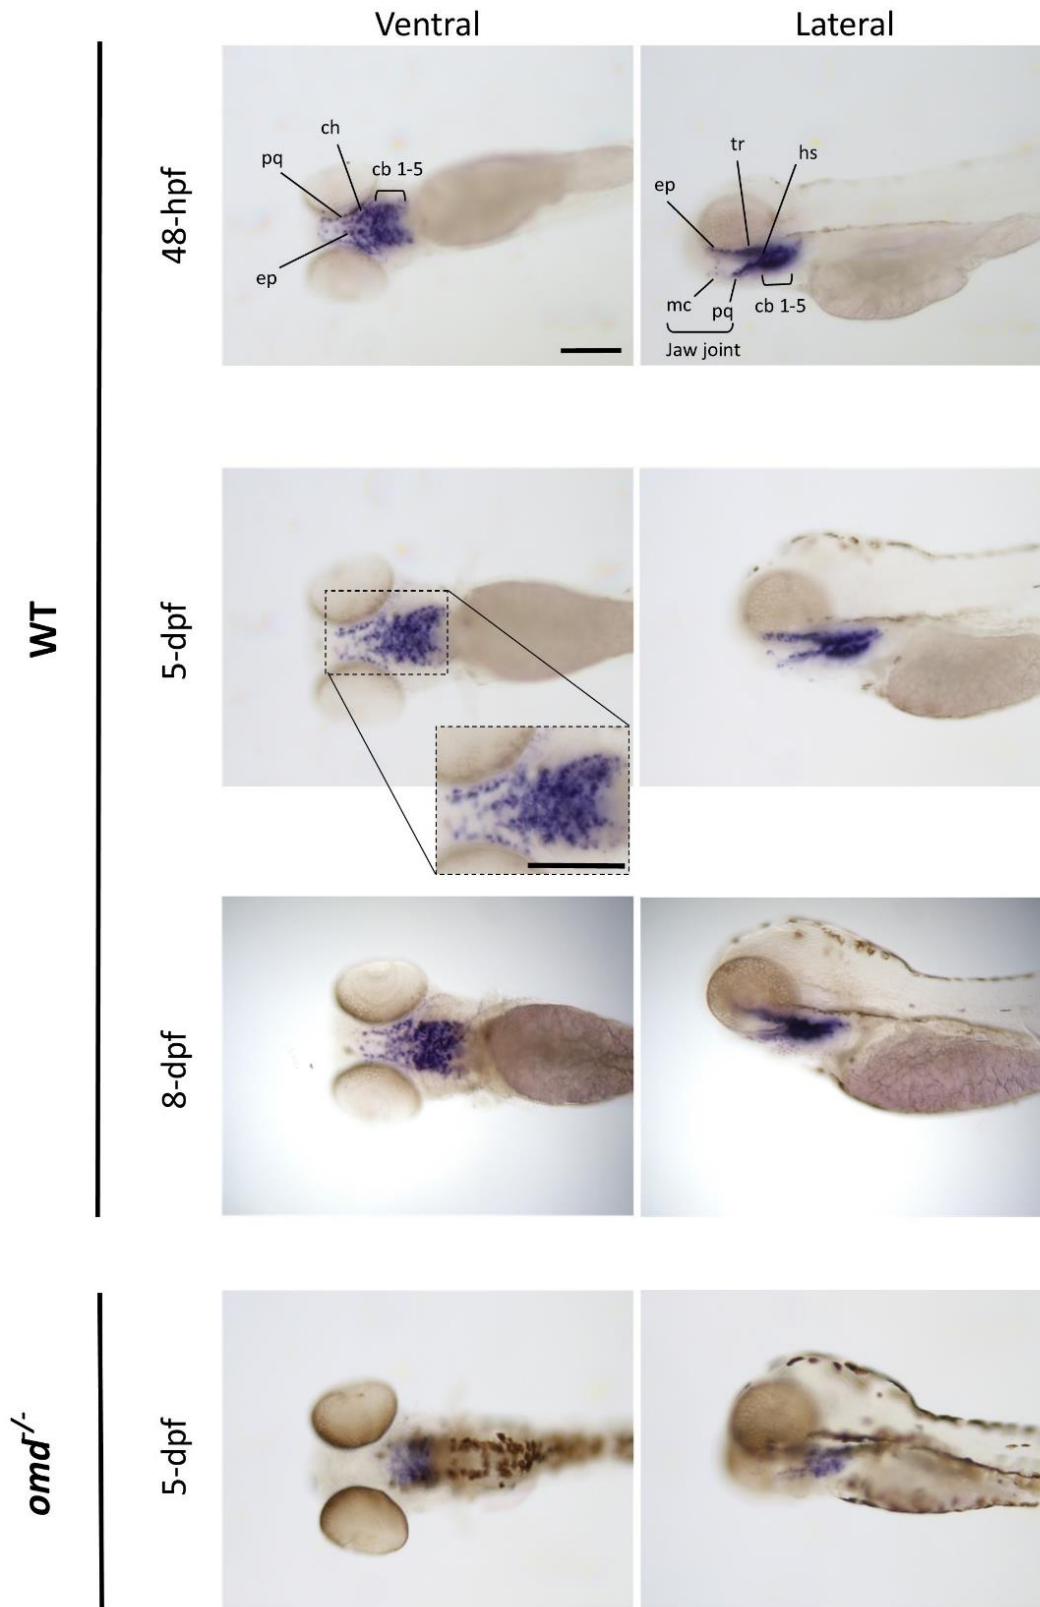 Ventral
Lateral
WT
48-hpf
ch
pq
cb 1-5
ep
tr
hs
ep
mc
pq
cb 1-5
Jaw joint
5-dpf
8-dpf
omd-/-
5-dpf